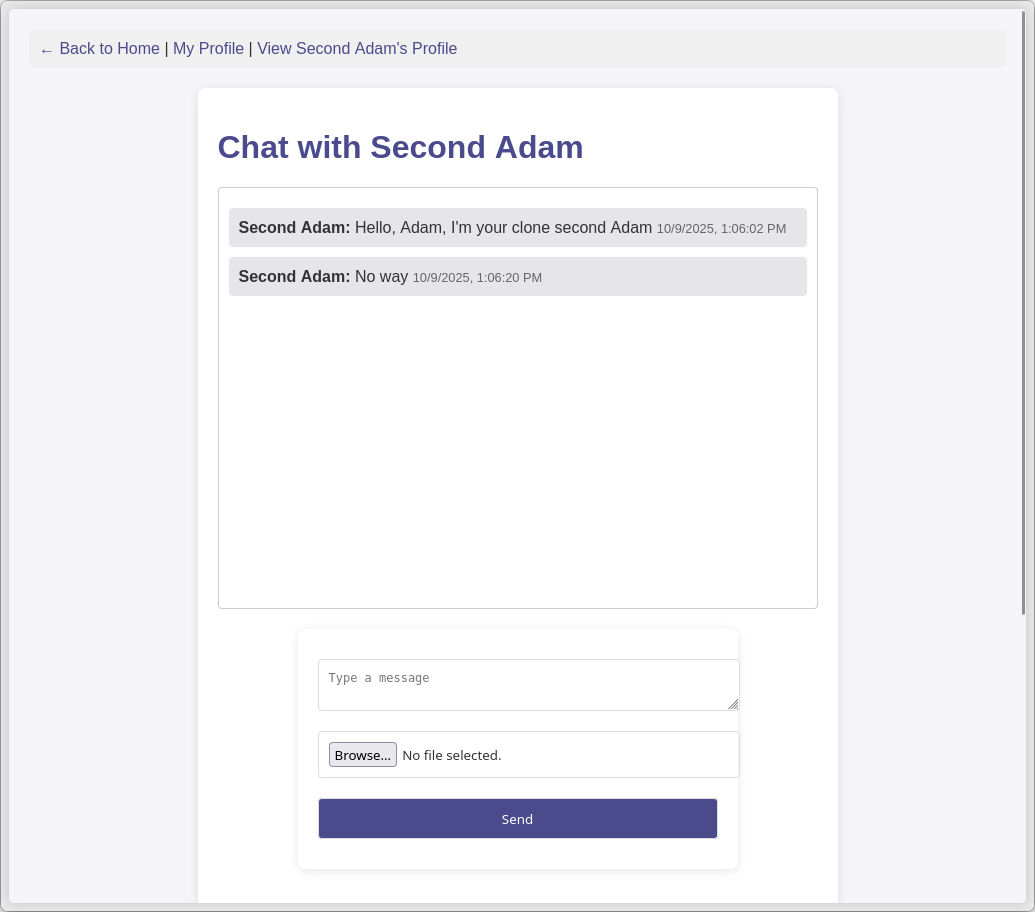 ← Back to Home | My Profile | View Second Adam's Profile
Chat with Second Adam
Second Adam: Hello, Adam, I'm your clone second Adam 10/9/2025, 1:06:02 PM
Second Adam: No way 10/9/2025, 1:06:20 PM
Type a message
Browse... No file selected.
Send